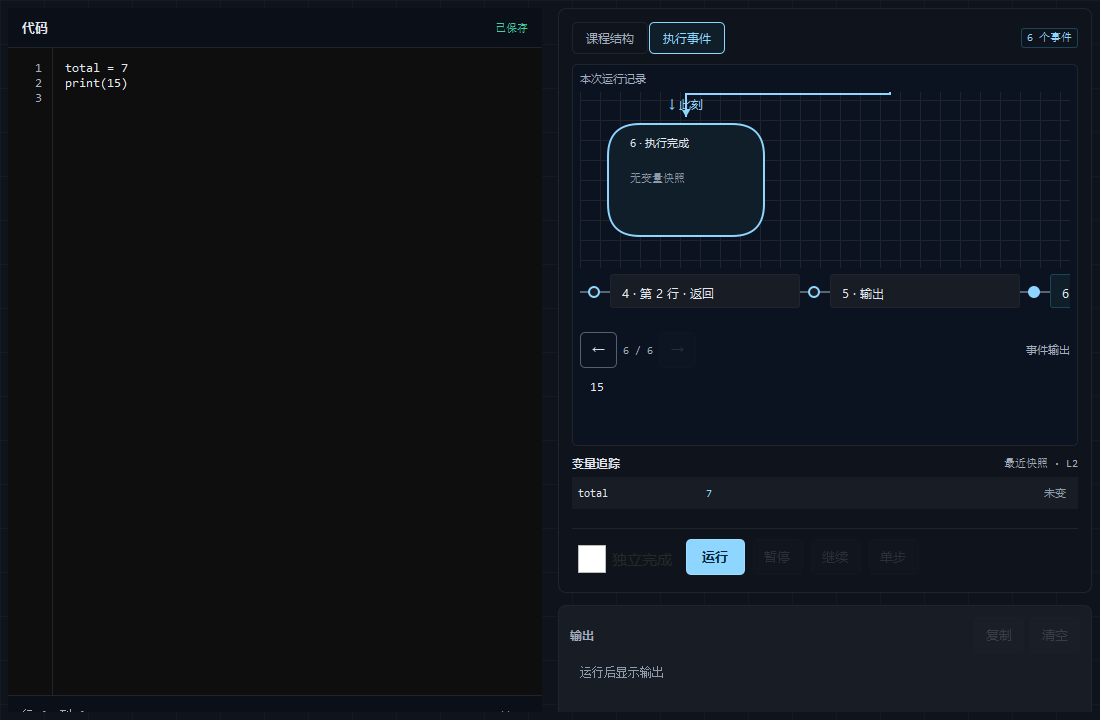 代码
已保存
1 total = 7
2 print(15)
3
课程结构
执行事件
6 个事件
本次运行记录
↓ 此刻
6 · 执行完成
无变量快照
4 · 第 2 行 · 返回
5 · 输出
6
←
6 / 6
→
事件输出
15
变量追踪
最近快照 · L2
total
7
未变
独立完成
运行
暂停
继续
单步
输出
复制
清空
运行后显示输出